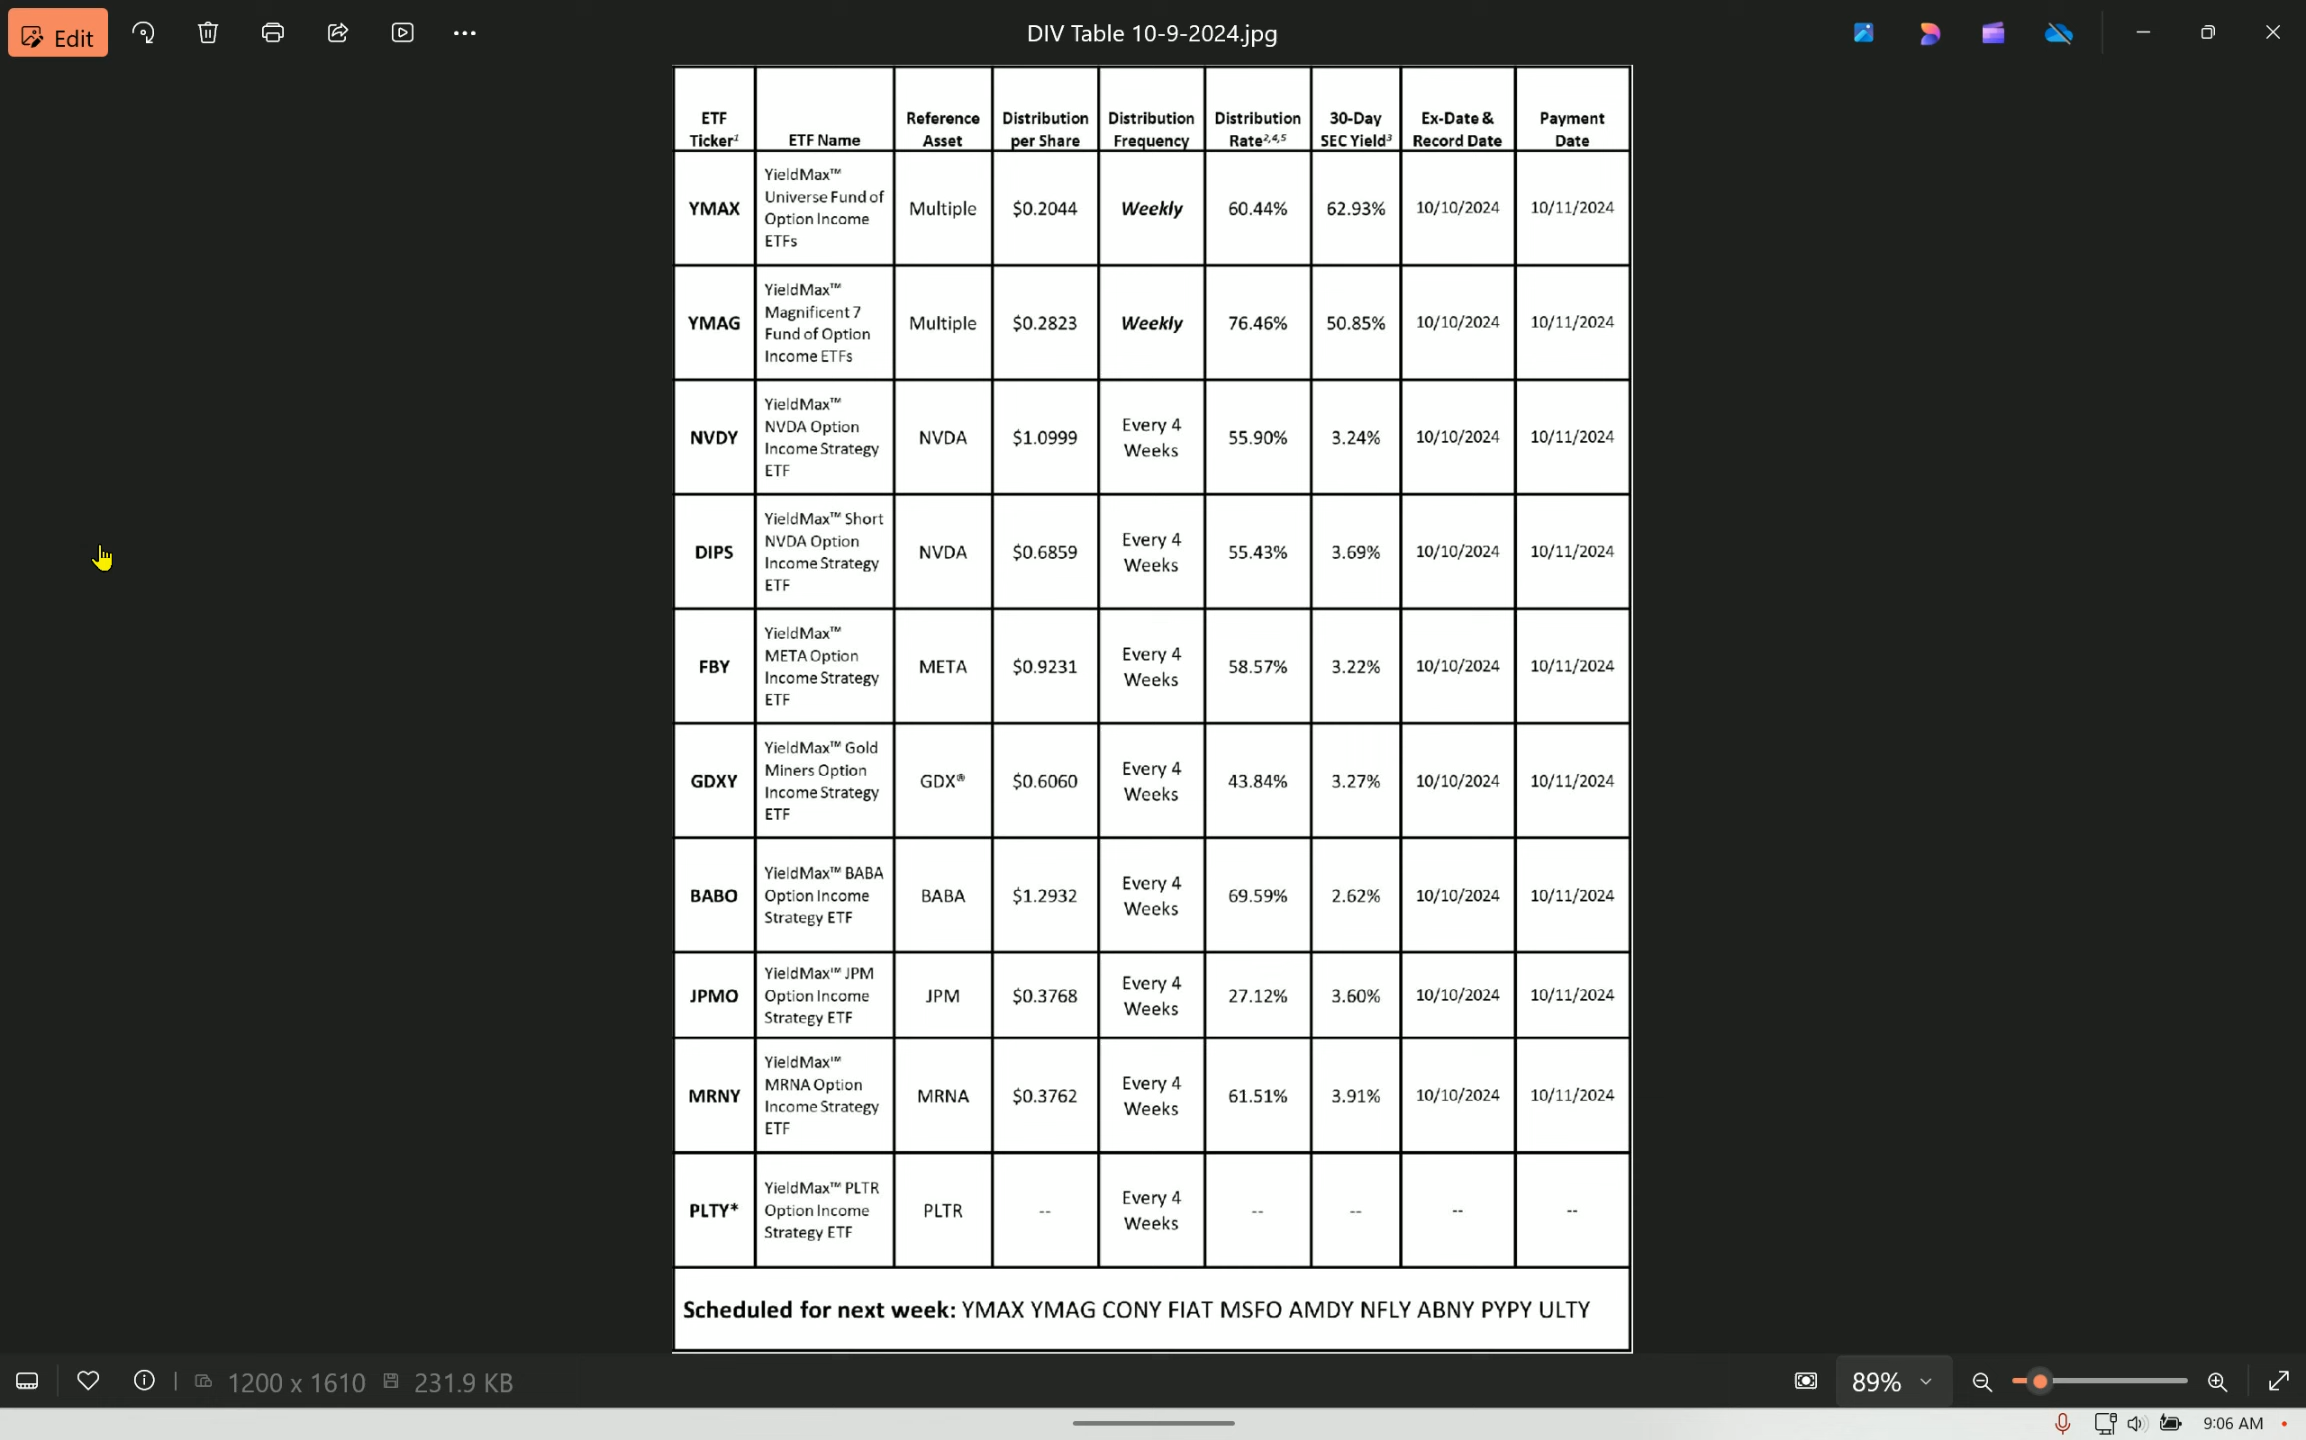 Edit
DIV Table 10-9-2024.jpg
ETF
Ticker¹
ETF Name
Reference
Asset
Distribution
per Share
Distribution
Frequency
Distribution
Rate²,⁴,⁵
30-Day
SEC Yield³
Ex-Date &
Record Date
Payment
Date
YMAX
YieldMax™
Universe Fund of
Option Income
ETFs
Multiple
$0.2044
Weekly
60.44%
62.93%
10/10/2024
10/11/2024
YMAG
YieldMax™
Magnificent 7
Fund of Option
Income ETFs
Multiple
$0.2823
Weekly
76.46%
50.85%
10/10/2024
10/11/2024
NVDY
YieldMax™
NVDA Option
Income Strategy
ETF
NVDA
$1.0999
Every 4
Weeks
55.90%
3.24%
10/10/2024
10/11/2024
DIPS
YieldMax™ Short
NVDA Option
Income Strategy
ETF
NVDA
$0.6859
Every 4
Weeks
55.43%
3.69%
10/10/2024
10/11/2024
FBY
YieldMax™
META Option
Income Strategy
ETF
META
$0.9231
Every 4
Weeks
58.57%
3.22%
10/10/2024
10/11/2024
GDXY
YieldMax™ Gold
Miners Option
Income Strategy
ETF
GDX®
$0.6060
Every 4
Weeks
43.84%
3.27%
10/10/2024
10/11/2024
BABO
YieldMax™ BABA
Option Income
Strategy ETF
BABA
$1.2932
Every 4
Weeks
69.59%
2.62%
10/10/2024
10/11/2024
JPMO
YieldMax™ JPM
Option Income
Strategy ETF
JPM
$0.3768
Every 4
Weeks
27.12%
3.60%
10/10/2024
10/11/2024
MRNY
YieldMax™
MRNA Option
Income Strategy
ETF
MRNA
$0.3762
Every 4
Weeks
61.51%
3.91%
10/10/2024
10/11/2024
PLTY*
YieldMax™ PLTR
Option Income
Strategy ETF
PLTR
--
Every 4
Weeks
--
--
--
--
Scheduled for next week: YMAX YMAG CONY FIAT MSFO AMDY NFLY ABNY PYPY ULTY
1200 x 1610
231.9 KB
89%
9:06 AM